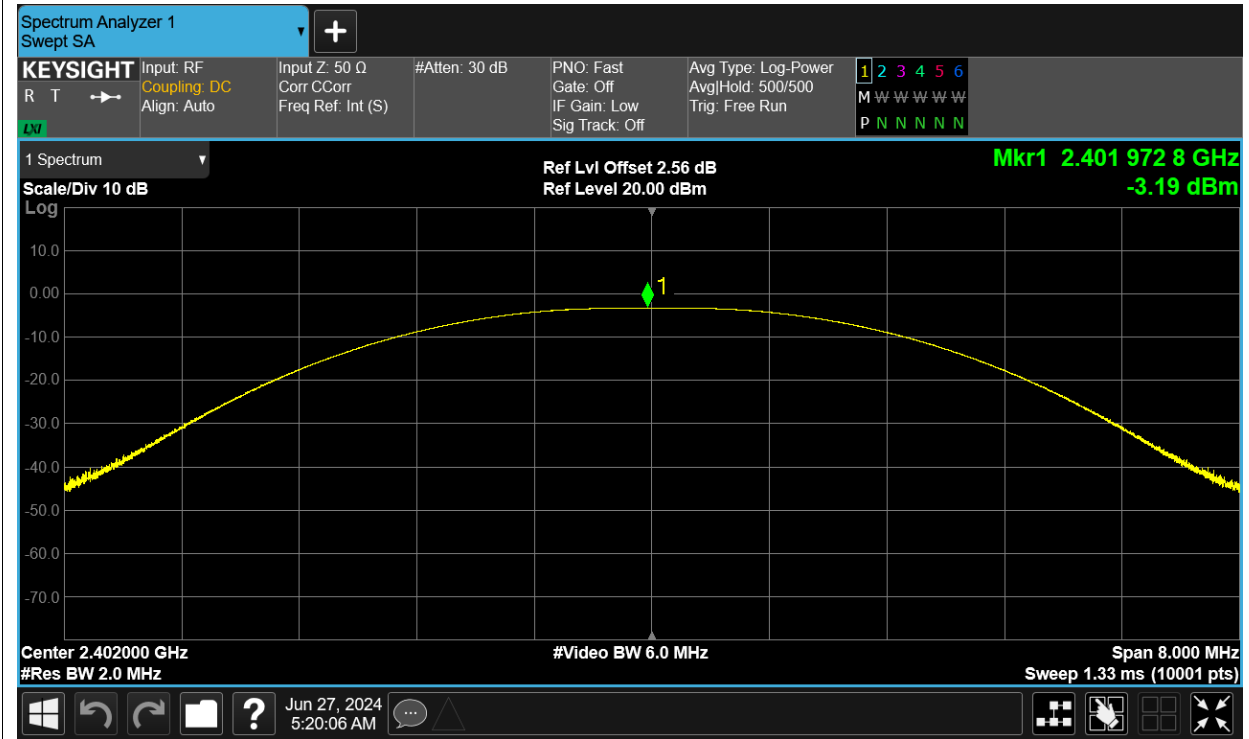 Spectrum Analyzer 1
Swept SA
KEYSIGHT
R T
LXI
Input: RF
Coupling: DC
Align: Auto
Input Z: 50 Ω
Corr CCorr
Freq Ref: Int (S)
#Atten: 30 dB
PNO: Fast
Gate: Off
IF Gain: Low
Sig Track: Off
Avg Type: Log-Power
Avg|Hold: 500/500
Trig: Free Run
1 2 3 4 5 6
M W W W W W
P N N N N N
1 Spectrum
Scale/Div 10 dB
Ref Lvl Offset 2.56 dB
Ref Level 20.00 dBm
Mkr1 2.401 972 8 GHz
-3.19 dBm
Log
10.0
0.00
1
-10.0
-20.0
-30.0
-40.0
-50.0
-60.0
-70.0
Center 2.402000 GHz
#Video BW 6.0 MHz
Span 8.000 MHz
#Res BW 2.0 MHz
Sweep 1.33 ms (10001 pts)
?
Jun 27, 2024
5:20:06 AM